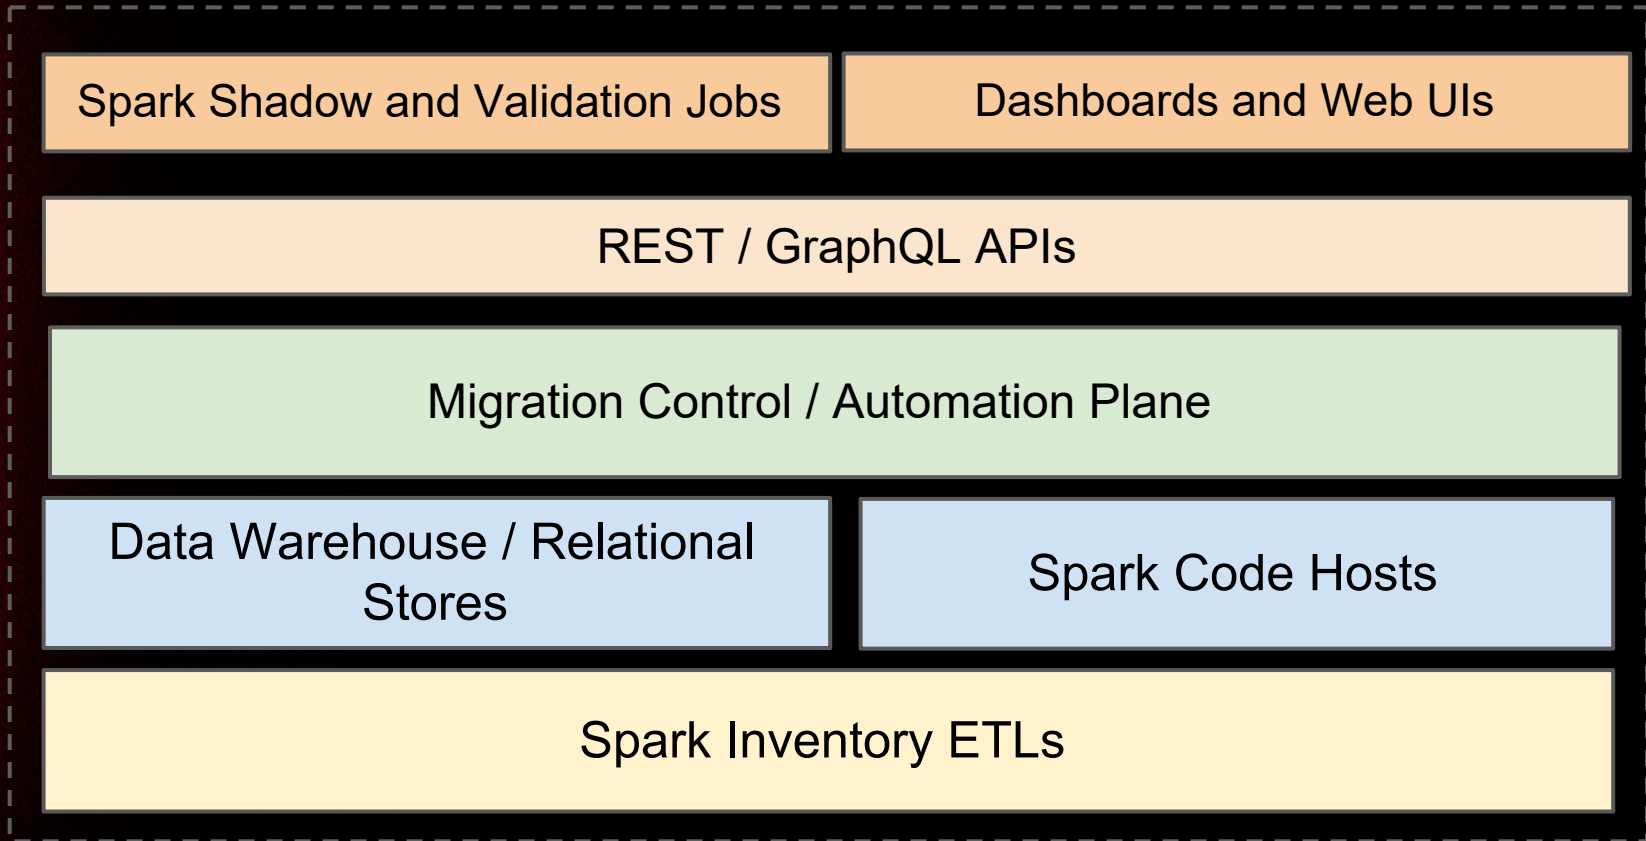 Spark Shadow and Validation Jobs
Dashboards and Web UIs
REST / GraphQL APIs
Migration Control / Automation Plane
Data Warehouse / Relational
Stores
Spark Code Hosts
Spark Inventory ETLs